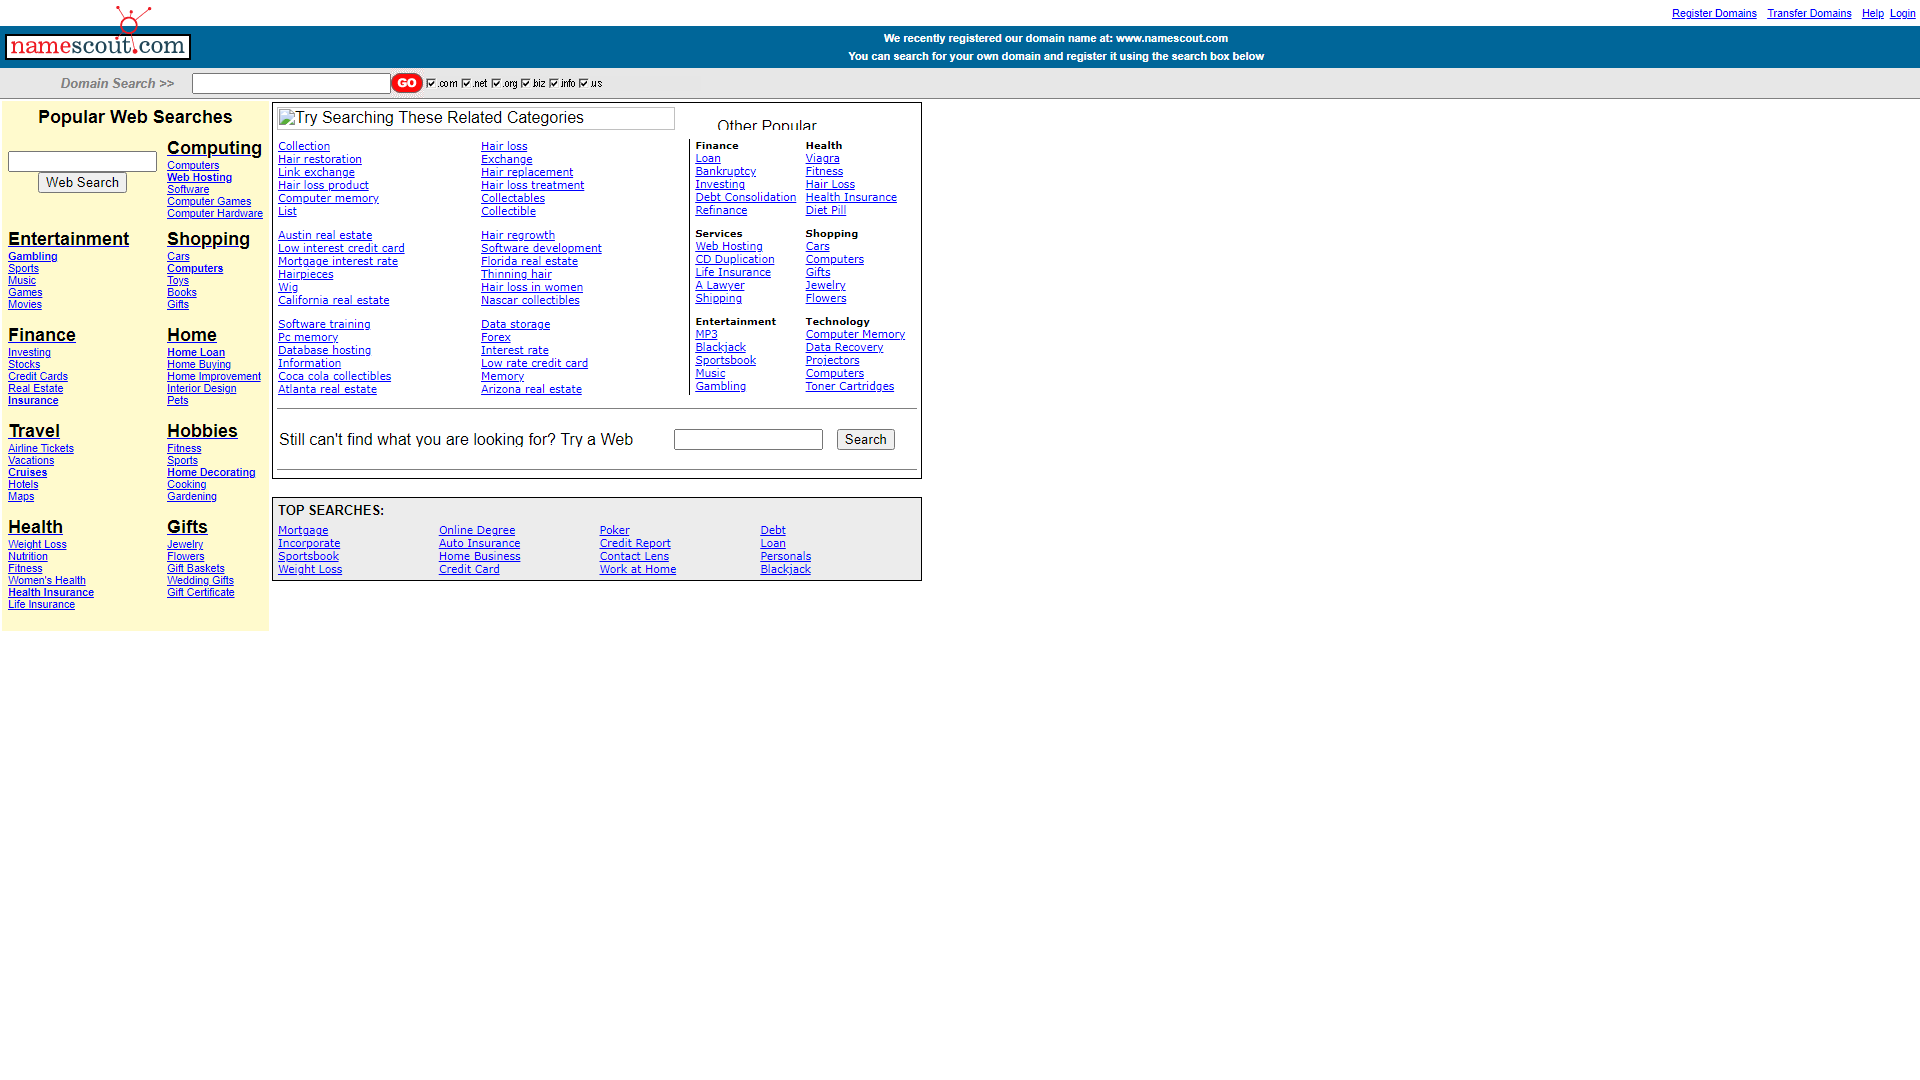 Register Domains Transfer Domains Help Login
namescout.com
We recently registered our domain name at: www.namescout.com
You can search for your own domain and register it using the search box below
Domain Search >> GO .com .net .org .biz .info .us
Popular Web Searches
Web Search
Computing
Computers
Web Hosting
Software
Computer Games
Computer Hardware
Entertainment
Gambling
Sports
Music
Games
Movies
Shopping
Cars
Computers
Toys
Books
Gifts
Finance
Investing
Stocks
Credit Cards
Real Estate
Insurance
Home
Home Loan
Home Buying
Home Improvement
Interior Design
Pets
Travel
Airline Tickets
Vacations
Cruises
Hotels
Maps
Hobbies
Fitness
Sports
Home Decorating
Cooking
Gardening
Health
Weight Loss
Nutrition
Fitness
Women's Health
Health Insurance
Life Insurance
Gifts
Jewelry
Flowers
Gift Baskets
Wedding Gifts
Gift Certificate
Try Searching These Related Categories
Collection
Hair restoration
Link exchange
Hair loss product
Computer memory
List
Hair loss
Exchange
Hair replacement
Hair loss treatment
Collectables
Collectible
Austin real estate
Low interest credit card
Mortgage interest rate
Hairpieces
Wig
California real estate
Hair regrowth
Software development
Florida real estate
Thinning hair
Hair loss in women
Nascar collectibles
Software training
Pc memory
Database hosting
Information
Coca cola collectibles
Atlanta real estate
Data storage
Forex
Interest rate
Low rate credit card
Memory
Arizona real estate
Other Popular
Finance
Loan
Bankruptcy
Investing
Debt Consolidation
Refinance
Health
Viagra
Fitness
Hair Loss
Health Insurance
Diet Pill
Services
Web Hosting
CD Duplication
Life Insurance
A Lawyer
Shipping
Shopping
Cars
Computers
Gifts
Jewelry
Flowers
Entertainment
MP3
Blackjack
Sportsbook
Music
Gambling
Technology
Computer Memory
Data Recovery
Projectors
Computers
Toner Cartridges
Still can't find what you are looking for? Try a Web
Search
TOP SEARCHES:
Mortgage
Incorporate
Sportsbook
Weight Loss
Online Degree
Auto Insurance
Home Business
Credit Card
Poker
Credit Report
Contact Lens
Work at Home
Debt
Loan
Personals
Blackjack